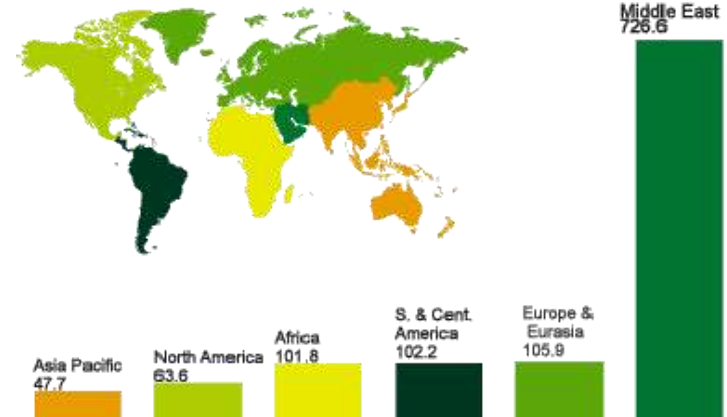 Middle East
726.6
Asia Pacific
47.7
North America
63.6
Africa
101.8
S. & Cent.
America
102.2
Europe &
Eurasia
105.9